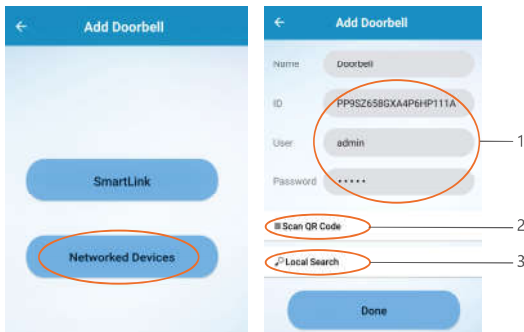 Add Doorbell
SmartLink
Networked Devices
Add Doorbell
Name Doorbell
ID PP9SZ658GXA4P6HP111A
User admin
Password •••••
Scan QR Code
Local Search
Done
1
2
3